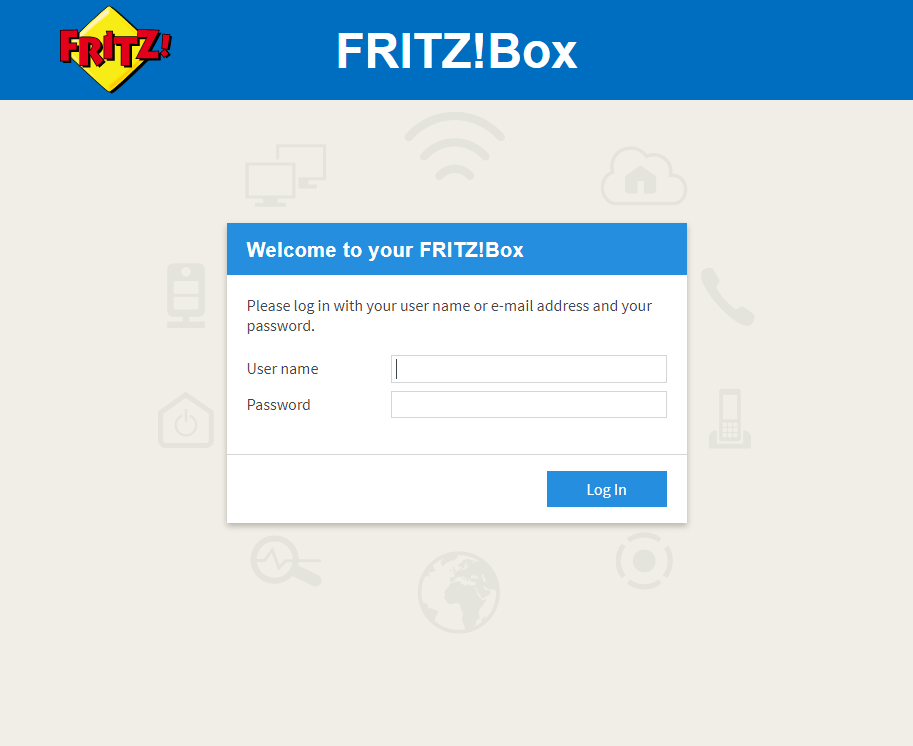 FRITZ!
FRITZ!Box
Welcome to your FRITZ!Box
Please log in with your user name or e-mail address and your
password.
User name
Password
Log In